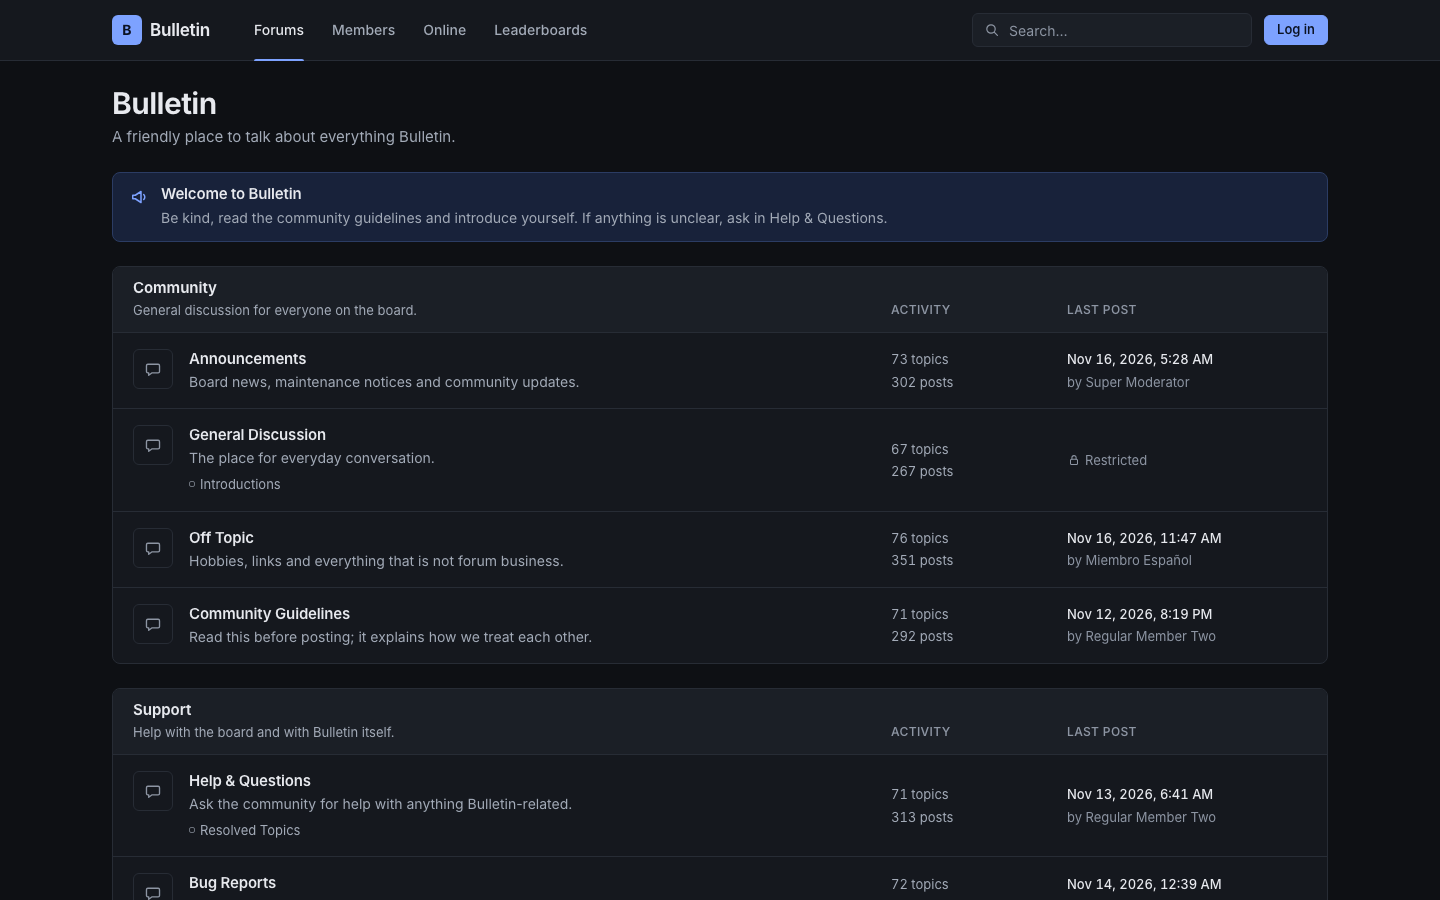 B Bulletin Forums Members Online Leaderboards Search... Log in
Bulletin
A friendly place to talk about everything Bulletin.
Welcome to Bulletin
Be kind, read the community guidelines and introduce yourself. If anything is unclear, ask in Help & Questions.
Community
General discussion for everyone on the board.
ACTIVITY LAST POST
Announcements
Board news, maintenance notices and community updates.
73 topics
302 posts
Nov 16, 2026, 5:28 AM
by Super Moderator
General Discussion
The place for everyday conversation.
Introductions
67 topics
267 posts
Restricted
Off Topic
Hobbies, links and everything that is not forum business.
76 topics
351 posts
Nov 16, 2026, 11:47 AM
by Miembro Español
Community Guidelines
Read this before posting; it explains how we treat each other.
71 topics
292 posts
Nov 12, 2026, 8:19 PM
by Regular Member Two
Support
Help with the board and with Bulletin itself.
ACTIVITY LAST POST
Help & Questions
Ask the community for help with anything Bulletin-related.
Resolved Topics
71 topics
313 posts
Nov 13, 2026, 6:41 AM
by Regular Member Two
Bug Reports
72 topics
Nov 14, 2026, 12:39 AM